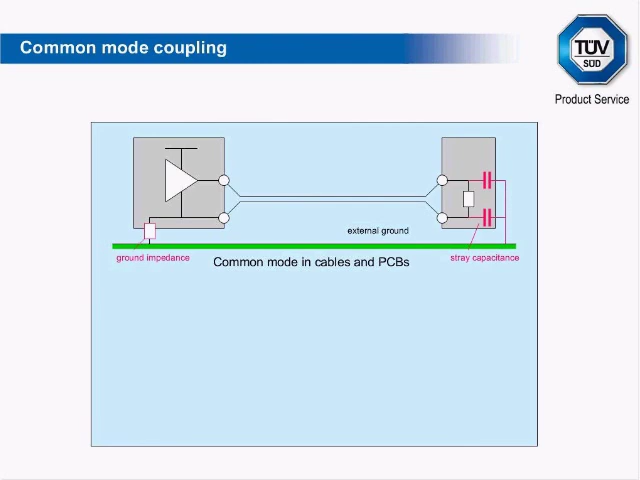 Common mode coupling
TÜV
SÜD
Product Service
external ground
ground impedance
stray capacitance
Common mode in cables and PCBs